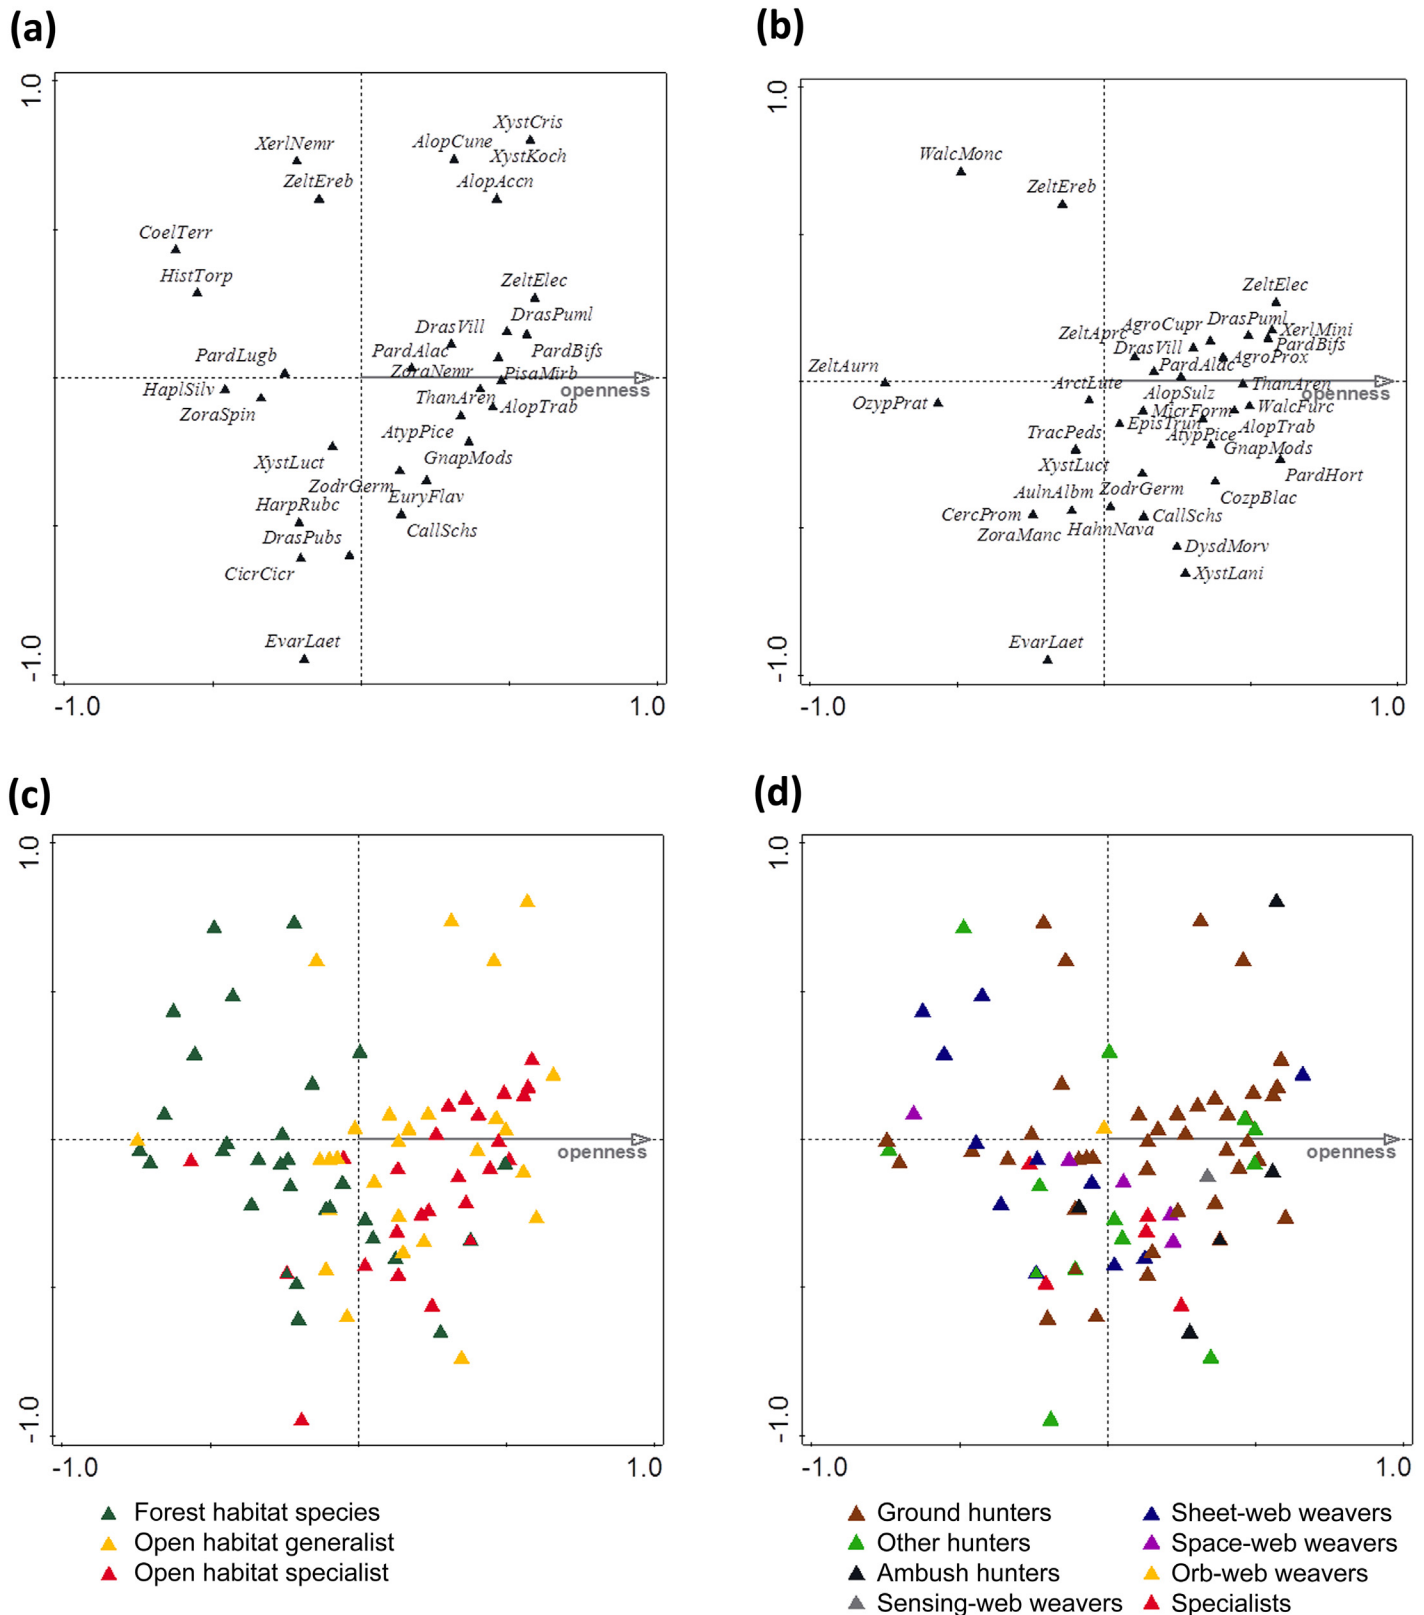 (a)
1.0
XystCris
AlopCune
XerlNemr
XystKoch
ZeltEreb
AlopAccn
CoelTerr
HistTorp
ZeltElec
DrasPuml
DrasVill
PardLugb
PardAlac
PardBifs
ZoraNemr
PisaMirb
HaplSilv
openness
ThanAren
AlopTrab
ZoraSpin
AtypPice
XystLuct
GnapMods
ZodrGerm
EuryFlav
HarpRubc
CallSchs
DrasPubs
CicrCicr
EvarLaet
-1.0
-1.0
1.0
(b)
1.0
WalcMonc
ZeltEreb
ZeltElec
DrasPuml
AgroCupr
XerlMini
ZeltAprc
DrasVill
PardBifs
AgroProx
ZeltAurn
PardAlac
ArctLute
ThanAren
openness
AlopSulz
OzypPrat
WalcFurc
MicrForm
EpisTrun
AlopTrab
TracPeds
AtypPice
GnapMods
XystLuct
PardHort
ZodrGerm
AulnAlbm
CozpBlac
CercProm
CallSchs
HahnNava
ZoraManc
DysdMorv
XystLani
EvarLaet
-1.0
-1.0
1.0
(c)
1.0
openness
-1.0
-1.0
1.0
Forest habitat species
Open habitat generalist
Open habitat specialist
(d)
1.0
openness
-1.0
-1.0
1.0
Ground hunters
Other hunters
Ambush hunters
Sensing-web weavers
Sheet-web weavers
Space-web weavers
Orb-web weavers
Specialists